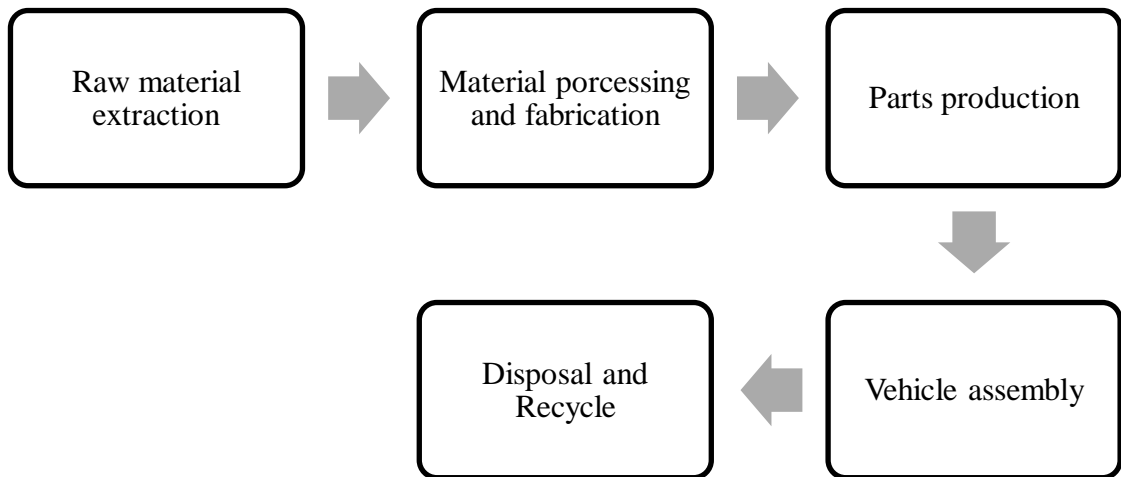 Raw material
extraction
Material porcessing
and fabrication
Parts production
Vehicle assembly
Disposal and
Recycle